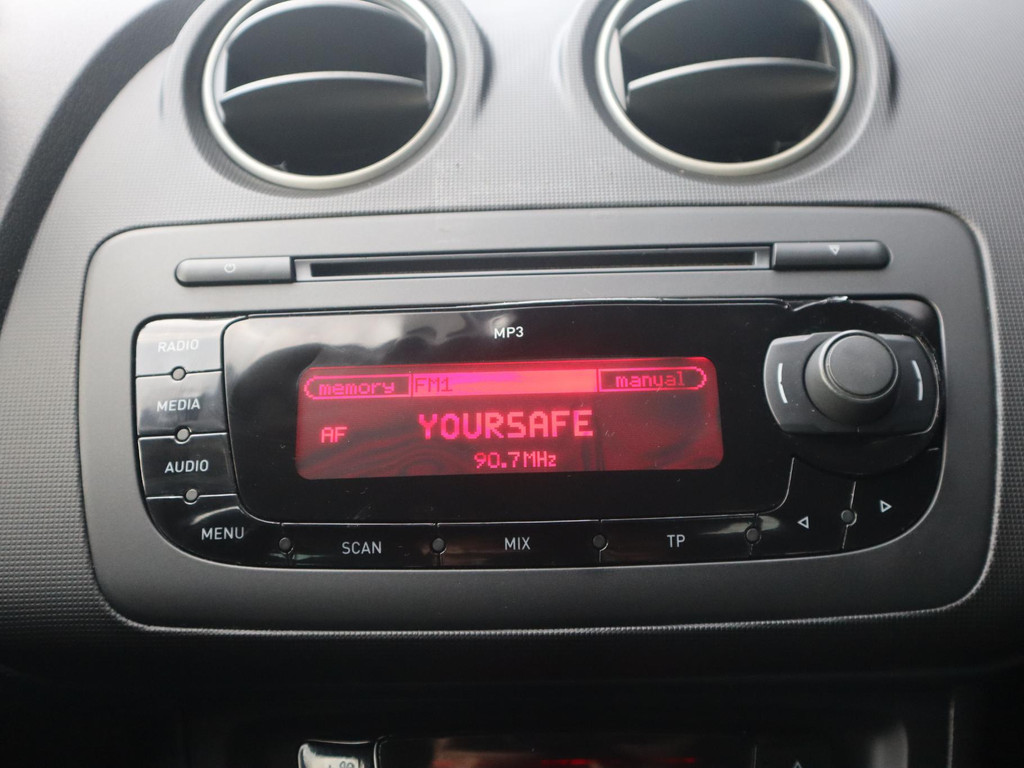 MP3
RADIO
MEDIA
AUDIO
MENU
memory FM1 manual
AF YOURSAFE
90.7MHz
SCAN MIX TP